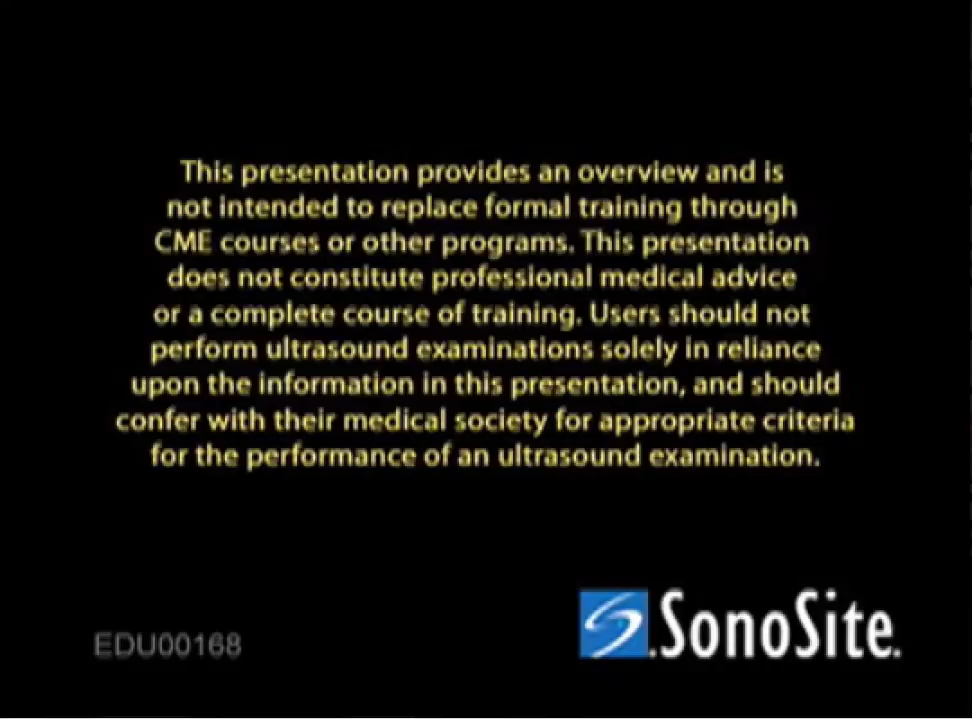 This presentation provides an overview and is
not intended to replace formal training through
CME courses or other programs. This presentation
does not constitute professional medical advice
or a complete course of training. Users should not
perform ultrasound examinations solely in reliance
upon the information in this presentation, and should
confer with their medical society for appropriate criteria
for the performance of an ultrasound examination.
EDU00168
SonoSite.